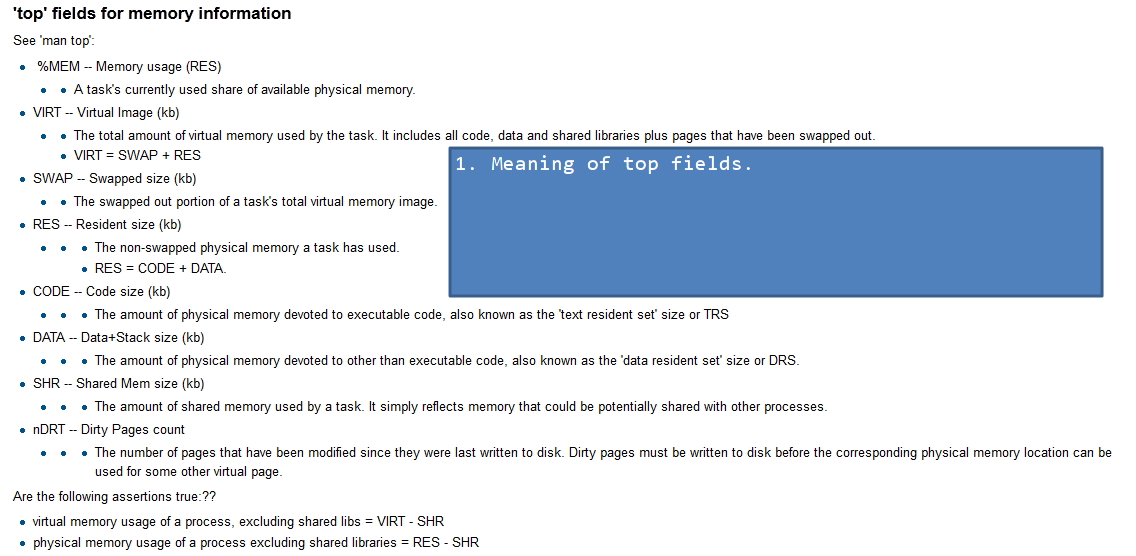 'top' fields for memory information
See 'man top':
%MEM -- Memory usage (RES)
A task's currently used share of available physical memory.
VIRT -- Virtual Image (kb)
The total amount of virtual memory used by the task. It includes all code, data and shared libraries plus pages that have been swapped out.
VIRT = SWAP + RES
1. Meaning of top fields.
SWAP -- Swapped size (kb)
The swapped out portion of a task's total virtual memory image.
RES -- Resident size (kb)
The non-swapped physical memory a task has used.
RES = CODE + DATA.
CODE -- Code size (kb)
The amount of physical memory devoted to executable code, also known as the 'text resident set' size or TRS
DATA -- Data+Stack size (kb)
The amount of physical memory devoted to other than executable code, also known as the 'data resident set' size or DRS.
SHR -- Shared Mem size (kb)
The amount of shared memory used by a task. It simply reflects memory that could be potentially shared with other processes.
nDRT -- Dirty Pages count
The number of pages that have been modified since they were last written to disk. Dirty pages must be written to disk before the corresponding physical memory location can be
used for some other virtual page.
Are the following assertions true:??
virtual memory usage of a process, excluding shared libs = VIRT - SHR
physical memory usage of a process excluding shared libraries = RES - SHR